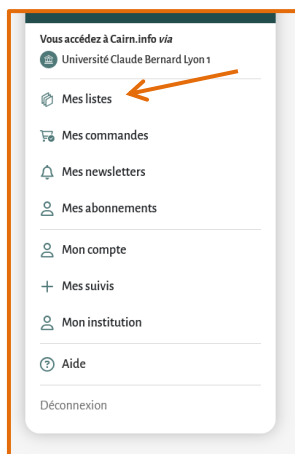 Vous accédez à Cairn.info via
Université Claude Bernard Lyon 1
Mes listes
Mes commandes
Mes newsletters
Mes abonnements
Mon compte
Mes suivis
Mon institution
Aide
Déconnexion